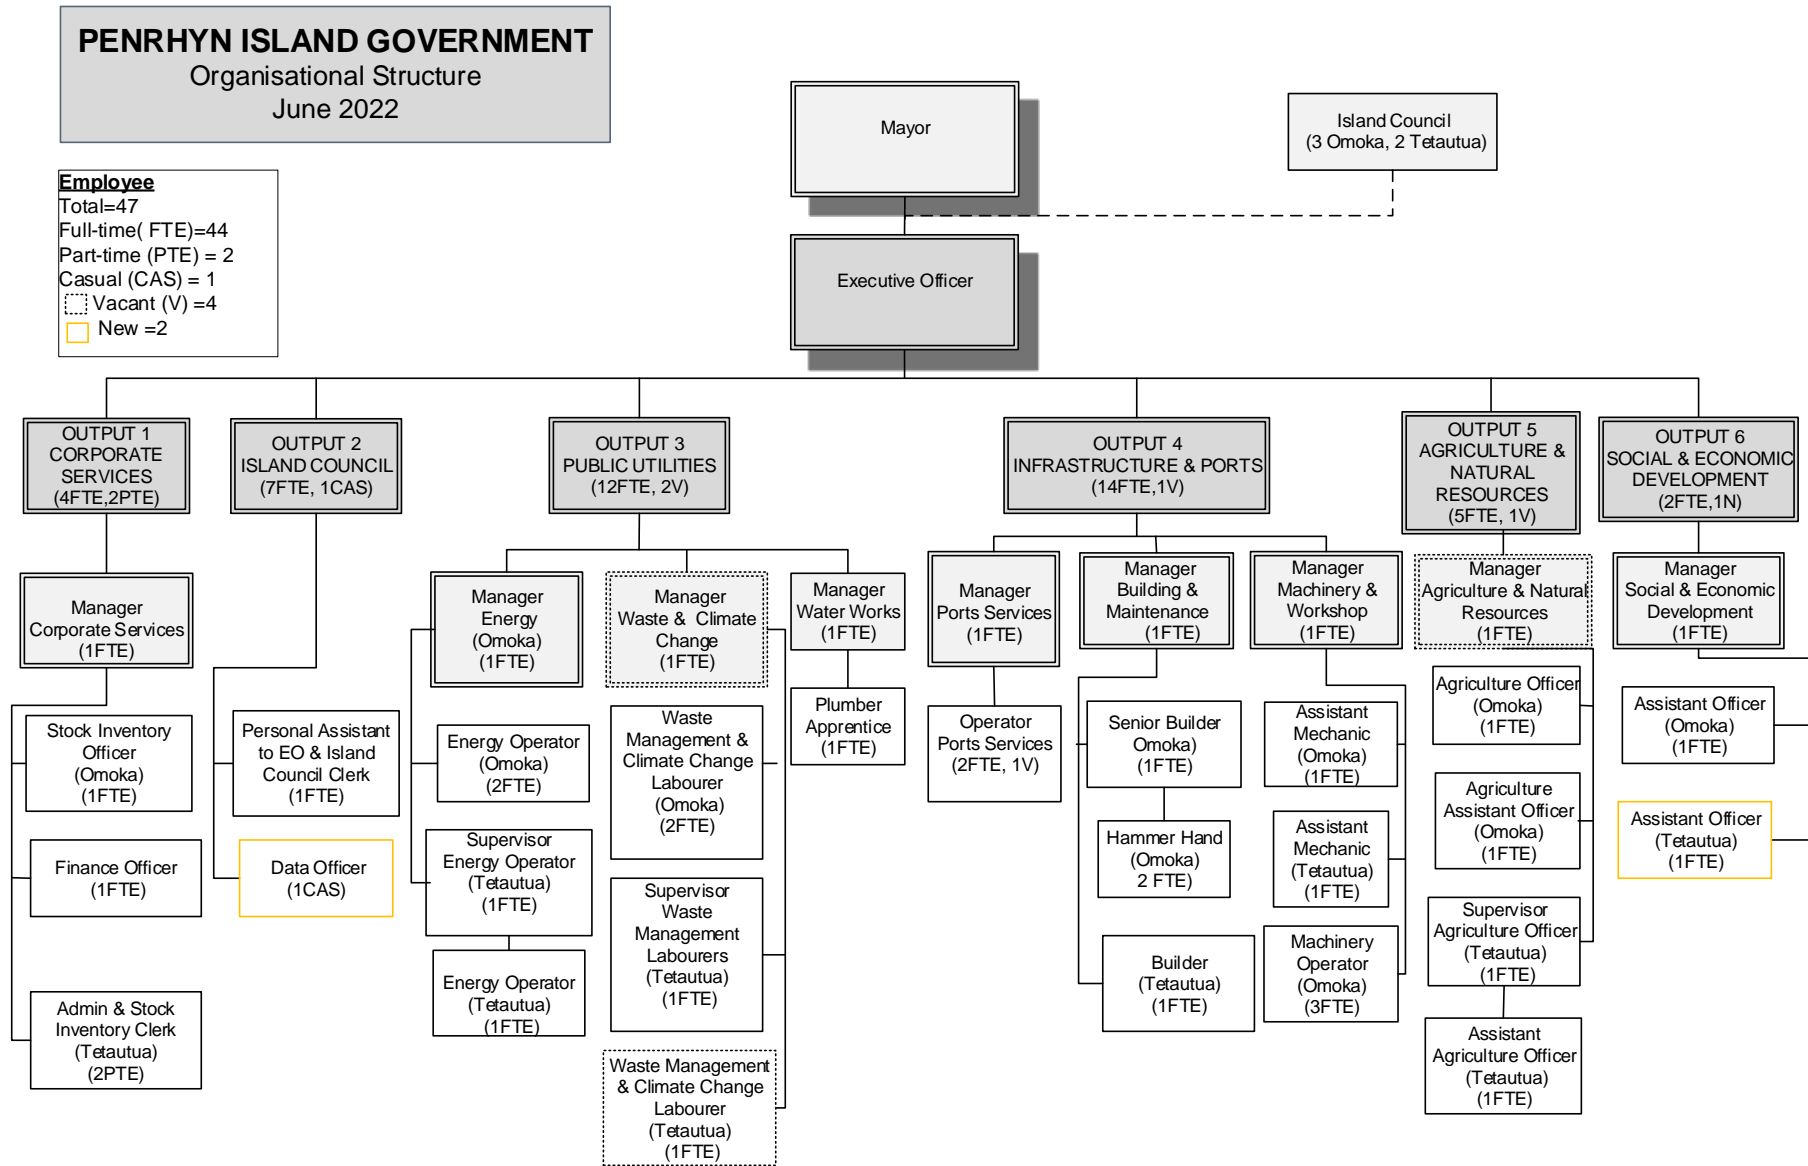 PENRHYN ISLAND GOVERNMENT
Organisational Structure
June 2022
Employee
Total=47
Full-time( FTE)=44
Part-time (PTE) = 2
Casual (CAS) = 1
Vacant (V) =4
New =2
Mayor
Island Council
(3 Omoka, 2 Tetautua)
Executive Officer
OUTPUT 1
CORPORATE
SERVICES
(4FTE,2PTE)
OUTPUT 2
ISLAND COUNCIL
(7FTE, 1CAS)
OUTPUT 3
PUBLIC UTILITIES
(12FTE, 2V)
OUTPUT 4
INFRASTRUCTURE & PORTS
(14FTE,1V)
OUTPUT 5
AGRICULTURE &
NATURAL
RESOURCES
(5FTE, 1V)
OUTPUT 6
SOCIAL & ECONOMIC
DEVELOPMENT
(2FTE,1N)
Manager
Corporate Services
(1FTE)
Manager
Energy
(Omoka)
(1FTE)
Manager
Waste & Climate
Change
(1FTE)
Manager
Water Works
(1FTE)
Manager
Ports Services
(1FTE)
Manager
Building &
Maintenance
(1FTE)
Manager
Machinery &
Workshop
(1FTE)
Manager
Agriculture & Natural
Resources
(1FTE)
Manager
Social & Economic
Development
(1FTE)
Stock Inventory
Officer
(Omoka)
(1FTE)
Finance Officer
(1FTE)
Admin & Stock
Inventory Clerk
(Tetautua)
(2PTE)
Personal Assistant
to EO & Island
Council Clerk
(1FTE)
Data Officer
(1CAS)
Energy Operator
(Omoka)
(2FTE)
Supervisor
Energy Operator
(Tetautua)
(1FTE)
Energy Operator
(Tetautua)
(1FTE)
Waste
Management &
Climate Change
Labourer
(Omoka)
(2FTE)
Supervisor
Waste
Management
Labourers
(Tetautua)
(1FTE)
Waste Management
& Climate Change
Labourer
(Tetautua)
(1FTE)
Plumber
Apprentice
(1FTE)
Operator
Ports Services
(2FTE, 1V)
Senior Builder
Omoka)
(1FTE)
Hammer Hand
(Omoka)
2 FTE)
Builder
(Tetautua)
(1FTE)
Assistant
Mechanic
(Omoka)
(1FTE)
Assistant
Mechanic
(Tetautua)
(1FTE)
Machinery
Operator
(Omoka)
(3FTE)
Agriculture Officer
(Omoka)
(1FTE)
Agriculture
Assistant Officer
(Omoka)
(1FTE)
Supervisor
Agriculture Officer
(Tetautua)
(1FTE)
Assistant
Agriculture Officer
(Tetautua)
(1FTE)
Assistant Officer
(Omoka)
(1FTE)
Assistant Officer
(Tetautua)
(1FTE)